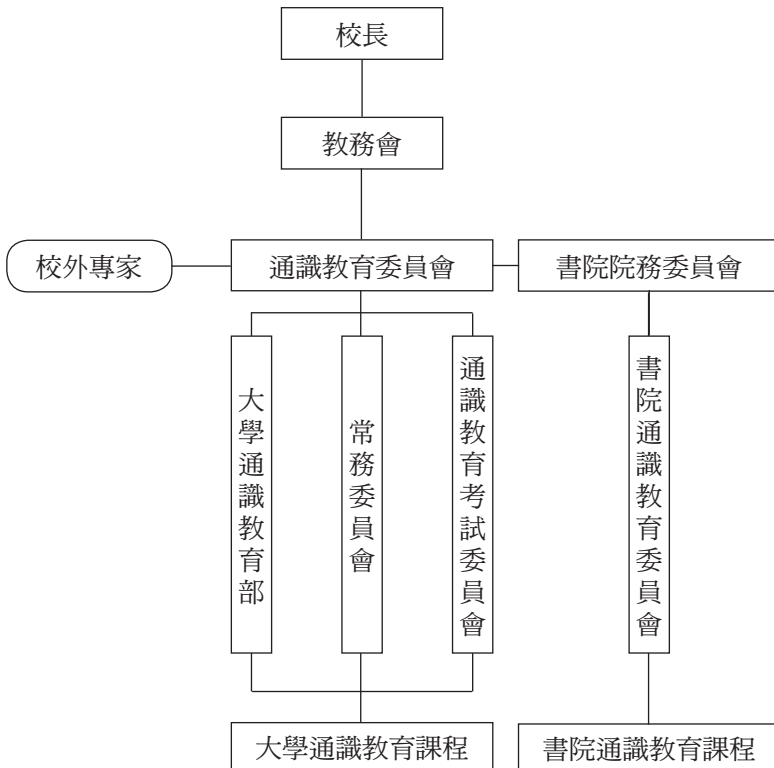 校長
教務會
校外專家
通識教育委員會
書院院務委員會
大學通識教育部
常務委員會
通識教育考試委員會
書院通識教育委員會
大學通識教育課程
書院通識教育課程